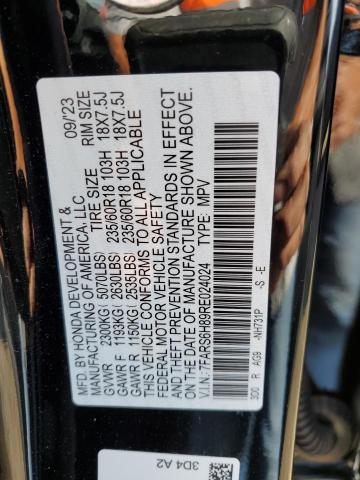 MFD. BY HONDA DEVELOPMENT & 09/'23
MANUFACTURING OF AMERICA, LLC
TIRE SIZE RIM SIZE
GVWR 2300KG( 5070LBS)
GAWR F 1193KG( 2630LBS) 235/60R18 103H 18X7.5J
GAWR R 1150KG( 2535LBS) 235/60R18 103H 18X7.5J
THIS VEHICLE CONFORMS TO ALL APPLICABLE
FEDERAL MOTOR VEHICLE SAFETY
AND THEFT PREVENTION STANDARDS IN EFFECT
ON THE DATE OF MANUFACTURE SHOWN ABOVE.
V.I.N.:7FARS6H89RE024024 TYPE: MPV
3D0 R AG9 -NH731P -S -E
3D4 A2